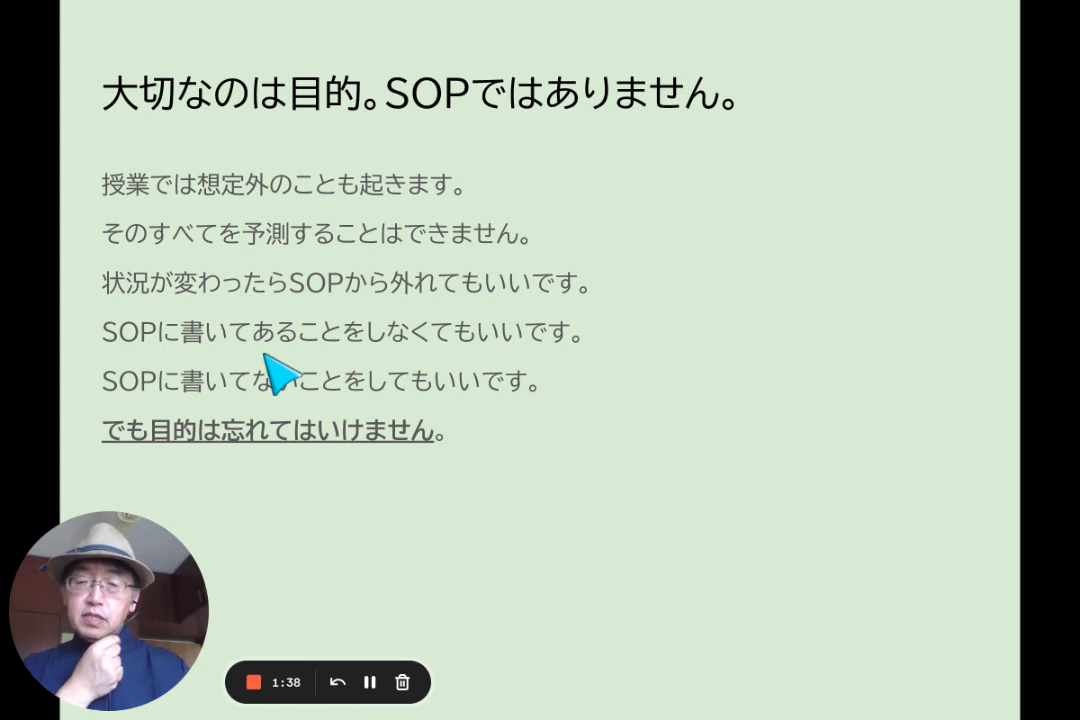 大切なのは目的。SOPではありません。
授業では想定外のことも起きます。
そのすべてを予測することはできません。
状況が変わったらSOPから外れてもいいです。
SOPに書いてあることをしなくてもいいです。
SOPに書いてないことをしてもいいです。
でも目的は忘れてはいけません。
1:38